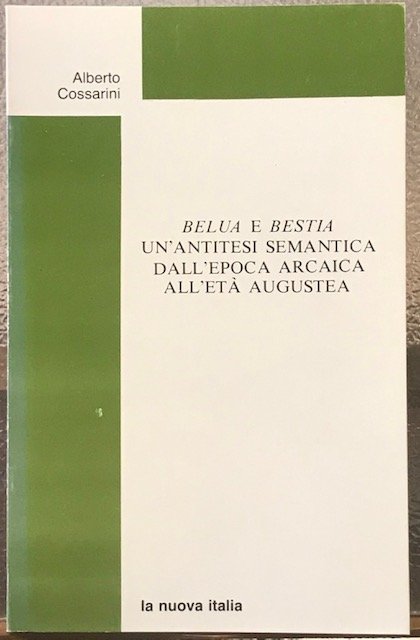 Alberto
Cossarini
BELUA E BESTIA
UN'ANTITESI SEMANTICA
DALL'EPOCA ARCAICA
ALL'ETÀ AUGUSTEA
la nuova italia